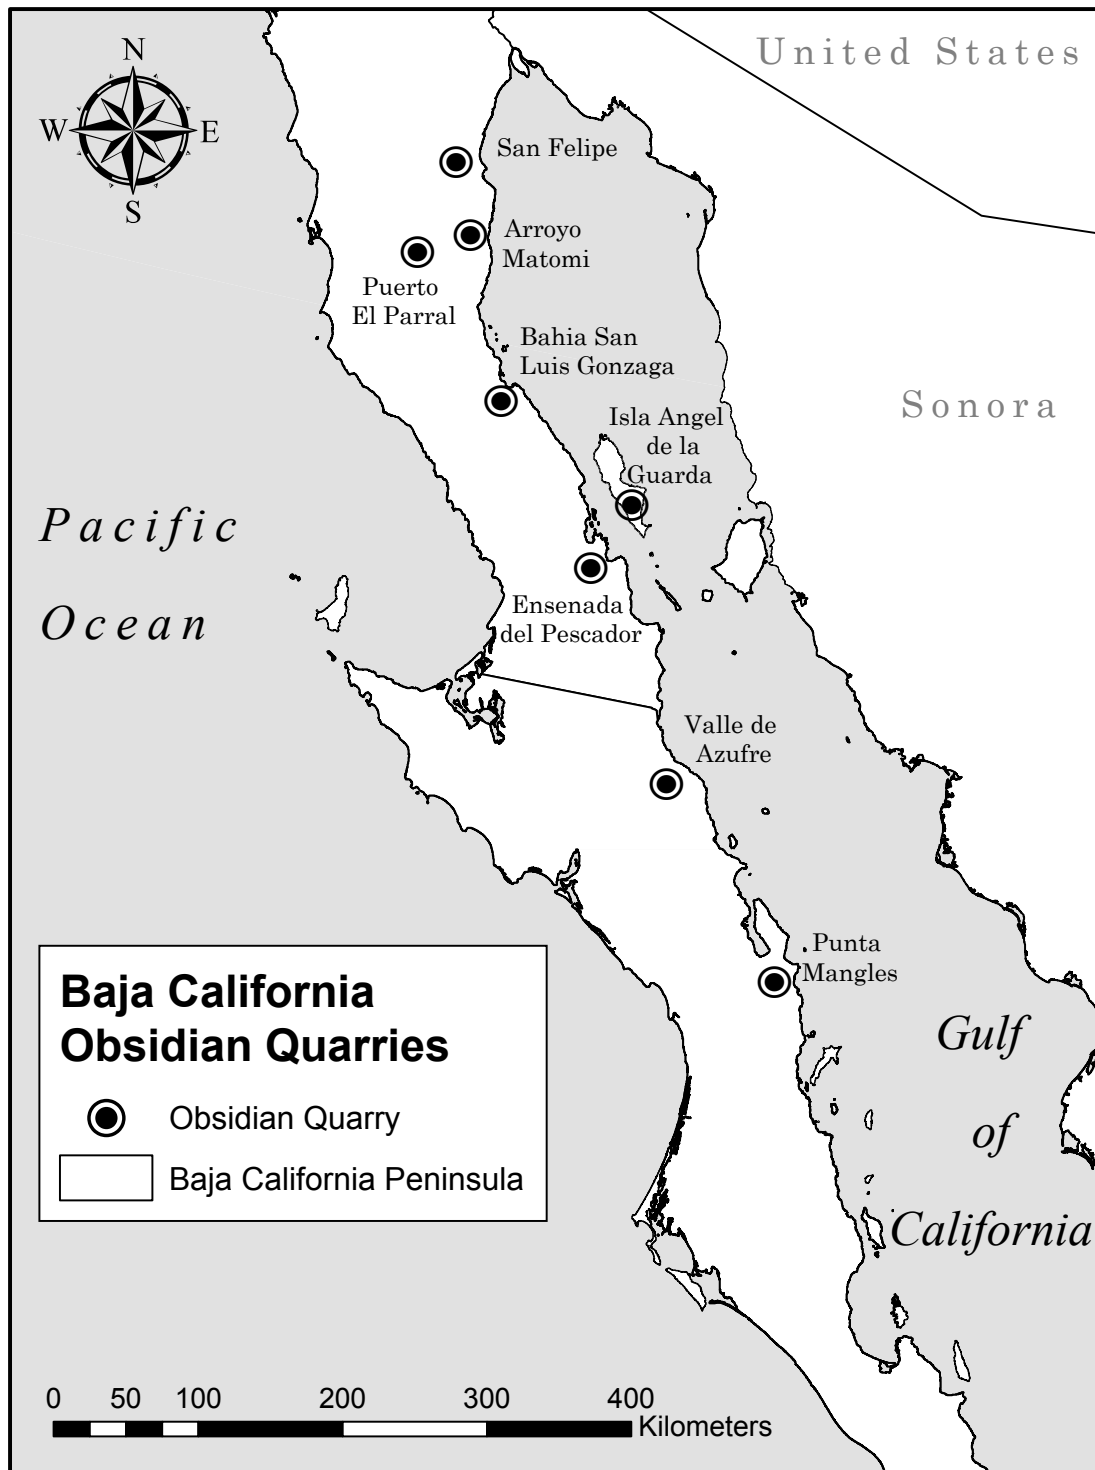 United States
N
W
E
S
San Felipe
Arroyo
Matomi
Puerto
El Parral
Bahia San
Luis Gonzaga
Sonora
Isla Angel
de la
Guarda
Pacific
Ocean
Ensenada
del Pescador
Valle de
Azufre
Punta
Mangles
Gulf
of
California
Baja California
Obsidian Quarries
Obsidian Quarry
Baja California Peninsula
0 50 100 200 300 400
Kilometers